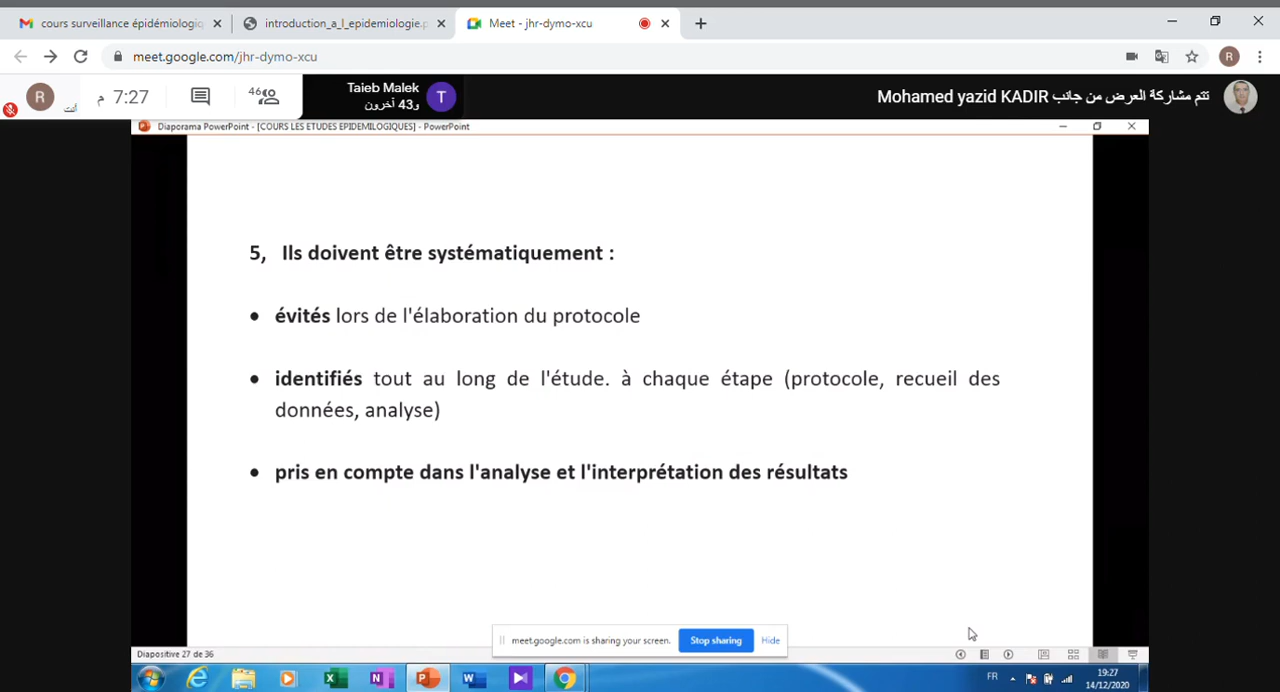 cours surveillance épidémiologiq
introduction_a_l_epidemiologie.p
Meet - jhr-dymo-xcu
meet.google.com/jhr-dymo-xcu
R
R
أنت
7:27 م
46
Taieb Malek
و43 آخرون
T
تتم مشاركة العرض من جانب Mohamed yazid KADIR
Diaporama PowerPoint - [COURS LES ETUDES EPIDEMILOGIQUES] - PowerPoint
5, Ils doivent être systématiquement :
• évités lors de l'élaboration du protocole
• identifiés tout au long de l'étude. à chaque étape (protocole, recueil des
données, analyse)
• pris en compte dans l'analyse et l'interprétation des résultats
meet.google.com is sharing your screen.
Stop sharing
Hide
Diapositive 27 de 36
FR
19:27
14/12/2020